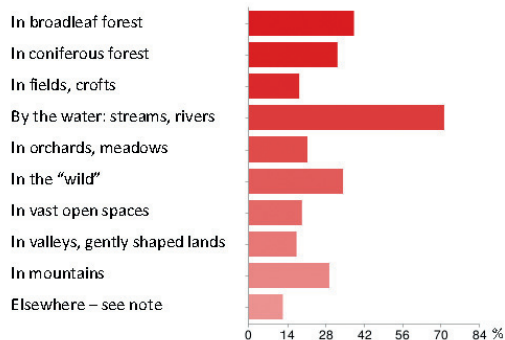 In broadleaf forest
In coniferous forest
In fields, crofts
By the water: streams, rivers
In orchards, meadows
In the “wild”
In vast open spaces
In valleys, gently shaped lands
In mountains
Elsewhere – see note
0 14 28 42 56 70 84 %